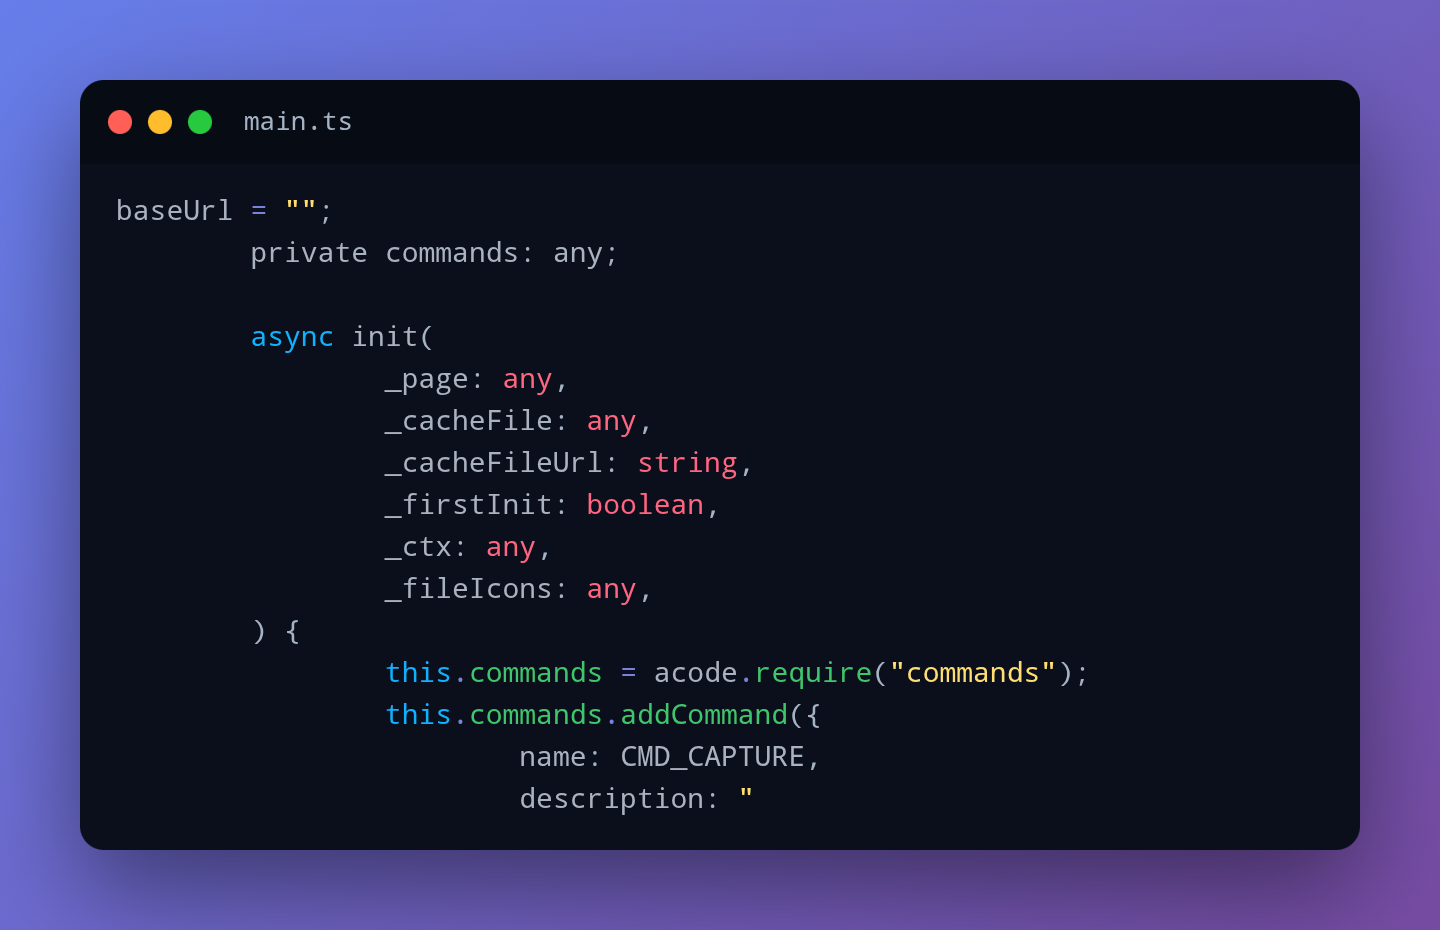 main.ts
baseUrl = "";
private commands: any;
async init(
_page: any,
_cacheFile: any,
_cacheFileUrl: string,
_firstInit: boolean,
_ctx: any,
_fileIcons: any,
) {
this.commands = acode.require("commands");
this.commands.addCommand({
name: CMD_CAPTURE,
description: "